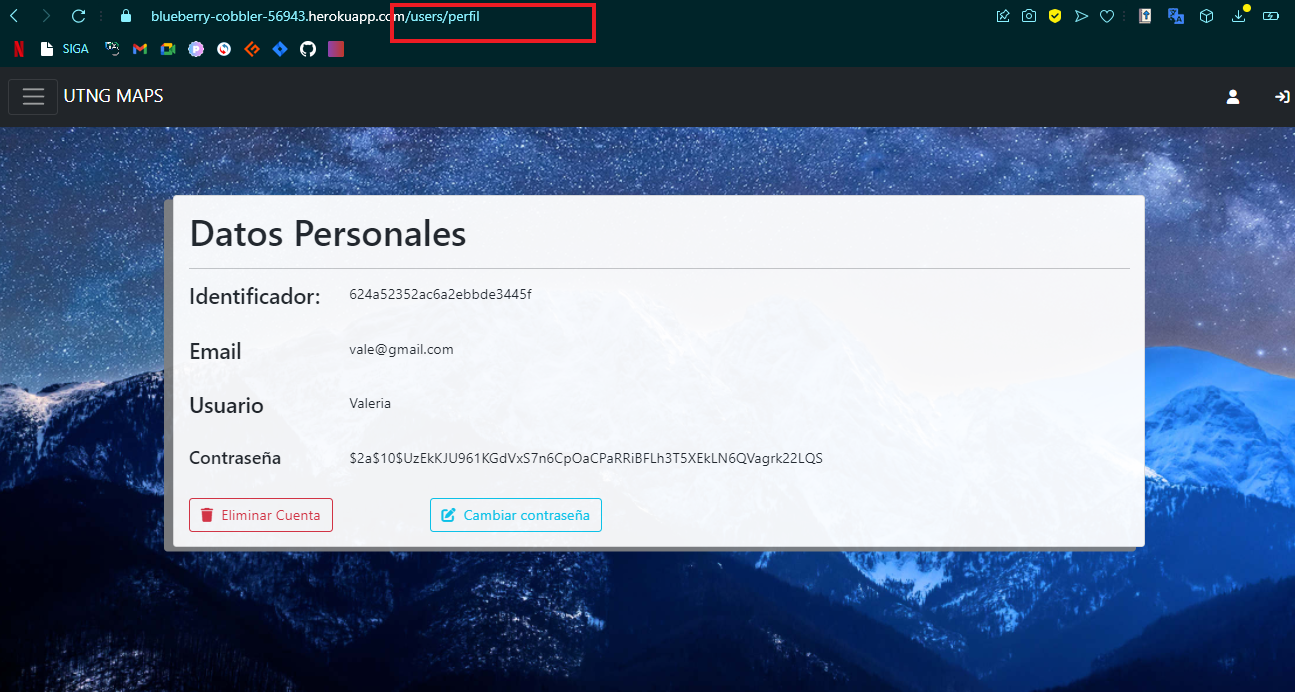 blueberry-cobbler-56943.herokuapp.com/users/perfil
SIGA
UTNG MAPS
Datos Personales
Identificador: 624a52352ac6a2ebbde3445f
Email vale@gmail.com
Usuario Valeria
Contraseña $2a$10$UzEkKJU961KGdVxS7n6CpOaCPaRRiBFLh3T5XEkLN6QVagrk22LQS
Eliminar Cuenta Cambiar contraseña